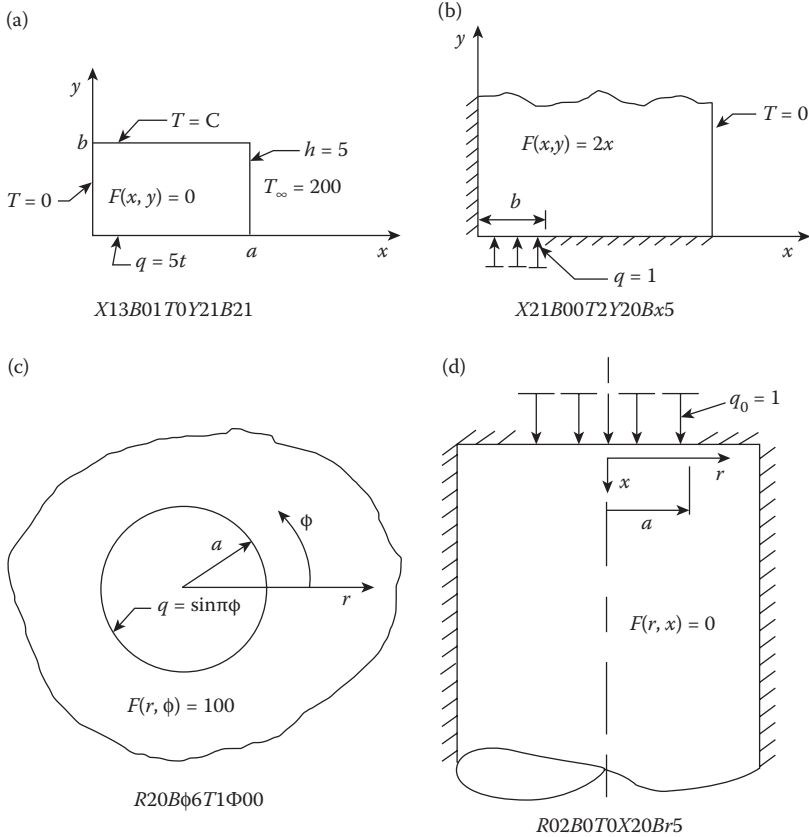 (a)
y
T = C
b
h = 5
T = 0
F(x, y) = 0
T∞ = 200
a
x
q = 5t
X13B01T0Y21B21
(b)
y
T = 0
F(x,y) = 2x
b
x
q = 1
X21B00T2Y20Bx5
(c)
ϕ
a
r
q = sinπϕ
F(r, ϕ) = 100
R20Bϕ6T1Φ00
(d)
q0 = 1
x
r
a
F(r, x) = 0
R02B0T0X20Br5